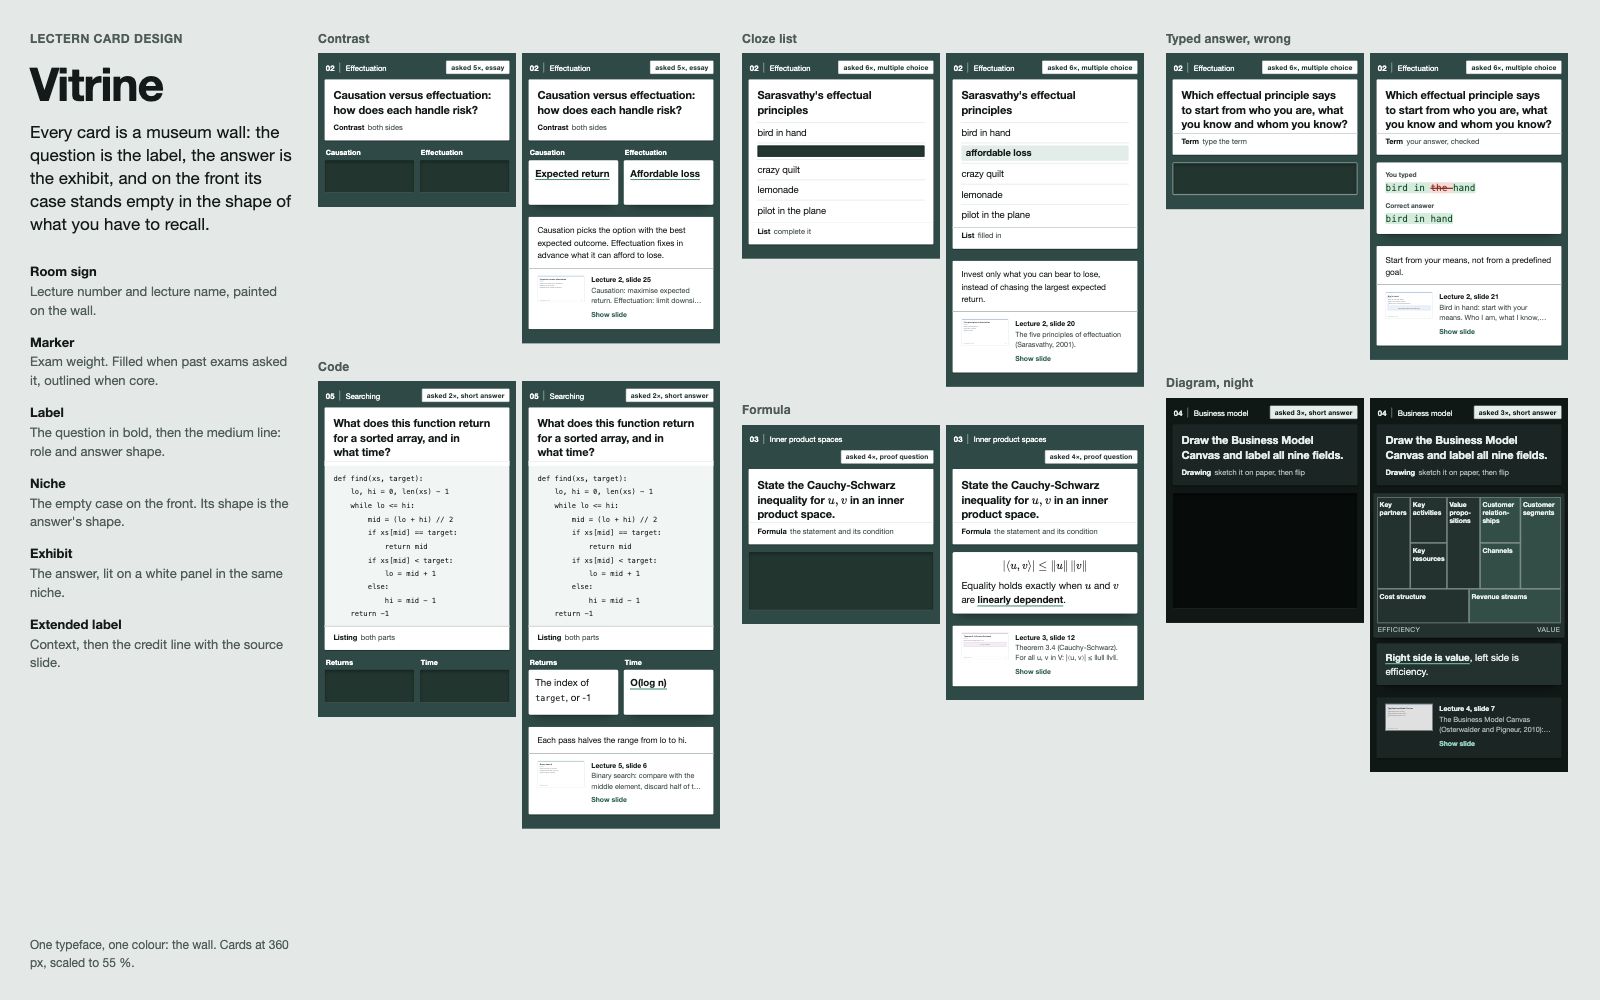 LECTERN CARD DESIGN
Vitrine
Every card is a museum wall: the
question is the label, the answer is
the exhibit, and on the front its
case stands empty in the shape of
what you have to recall.
Room sign
Lecture number and lecture name, painted
on the wall.
Marker
Exam weight. Filled when past exams asked
it, outlined when core.
Label
The question in bold, then the medium line:
role and answer shape.
Niche
The empty case on the front. Its shape is the
answer's shape.
Exhibit
The answer, lit on a white panel in the same
niche.
Extended label
Context, then the credit line with the source
slide.
One typeface, one colour: the wall. Cards at 360
px, scaled to 55 %.
Contrast
02 | Effectuation asked 5×, essay
Causation versus effectuation:
how does each handle risk?
Contrast both sides
Causation Effectuation
02 | Effectuation asked 5×, essay
Causation versus effectuation:
how does each handle risk?
Contrast both sides
Causation Effectuation
Expected return Affordable loss
Causation picks the option with the best
expected outcome. Effectuation fixes in
advance what it can afford to lose.
Lecture 2, slide 25
Causation: maximise expected
return. Effectuation: limit downsi…
Show slide
Code
05 | Searching asked 2×, short answer
What does this function return
for a sorted array, and in
what time?
def find(xs, target):
lo, hi = 0, len(xs) − 1
while lo <= hi:
mid = (lo + hi) // 2
if xs[mid] == target:
return mid
if xs[mid] < target:
lo = mid + 1
else:
hi = mid − 1
return −1
Listing both parts
Returns Time
05 | Searching asked 2×, short answer
What does this function return
for a sorted array, and in
what time?
def find(xs, target):
lo, hi = 0, len(xs) − 1
while lo <= hi:
mid = (lo + hi) // 2
if xs[mid] == target:
return mid
if xs[mid] < target:
lo = mid + 1
else:
hi = mid − 1
return −1
Listing both parts
Returns Time
The index of
target, or -1
O(log n)
Each pass halves the range from lo to hi.
Lecture 5, slide 6
Binary search: compare with the
middle element, discard half of t…
Show slide
Cloze list
02 | Effectuation asked 6×, multiple choice
Sarasvathy's effectual
principles
bird in hand
crazy quilt
lemonade
pilot in the plane
List complete it
02 | Effectuation asked 6×, multiple choice
Sarasvathy's effectual
principles
bird in hand
affordable loss
crazy quilt
lemonade
pilot in the plane
List filled in
Invest only what you can bear to lose,
instead of chasing the largest expected
return.
Lecture 2, slide 20
The five principles of effectuation
(Sarasvathy, 2001).
Show slide
Formula
03 | Inner product spaces
asked 4×, proof question
State the Cauchy-Schwarz
inequality for u, v in an inner
product space.
Formula the statement and its condition
03 | Inner product spaces
asked 4×, proof question
State the Cauchy-Schwarz
inequality for u, v in an inner
product space.
Formula the statement and its condition
|⟨u, v⟩| ≤ ‖u‖ ‖v‖
Equality holds exactly when u and v
are linearly dependent.
Lecture 3, slide 12
Theorem 3.4 (Cauchy-Schwarz).
For all u, v in V: |⟨u, v⟩| ≤ ‖u‖ ‖v‖.
Show slide
Typed answer, wrong
02 | Effectuation asked 6×, multiple choice
Which effectual principle says
to start from who you are, what
you know and whom you know?
Term type the term
02 | Effectuation asked 6×, multiple choice
Which effectual principle says
to start from who you are, what
you know and whom you know?
Term your answer, checked
You typed
bird in the hand
Correct answer
bird in hand
Start from your means, not from a predefined
goal.
Lecture 2, slide 21
Bird in hand: start with your
means. Who I am, what I know,…
Show slide
Diagram, night
04 | Business model asked 3×, short answer
Draw the Business Model
Canvas and label all nine fields.
Drawing sketch it on paper, then flip
04 | Business model asked 3×, short answer
Draw the Business Model
Canvas and label all nine fields.
Drawing sketch it on paper, then flip
Key
partners
Key
activities
Key
resources
Value
propo-
sitions
Customer
relation-
ships
Channels
Customer
segments
Cost structure Revenue streams
EFFICIENCY VALUE
Right side is value, left side is
efficiency.
Lecture 4, slide 7
The Business Model Canvas
(Osterwalder and Pigneur, 2010):…
Show slide